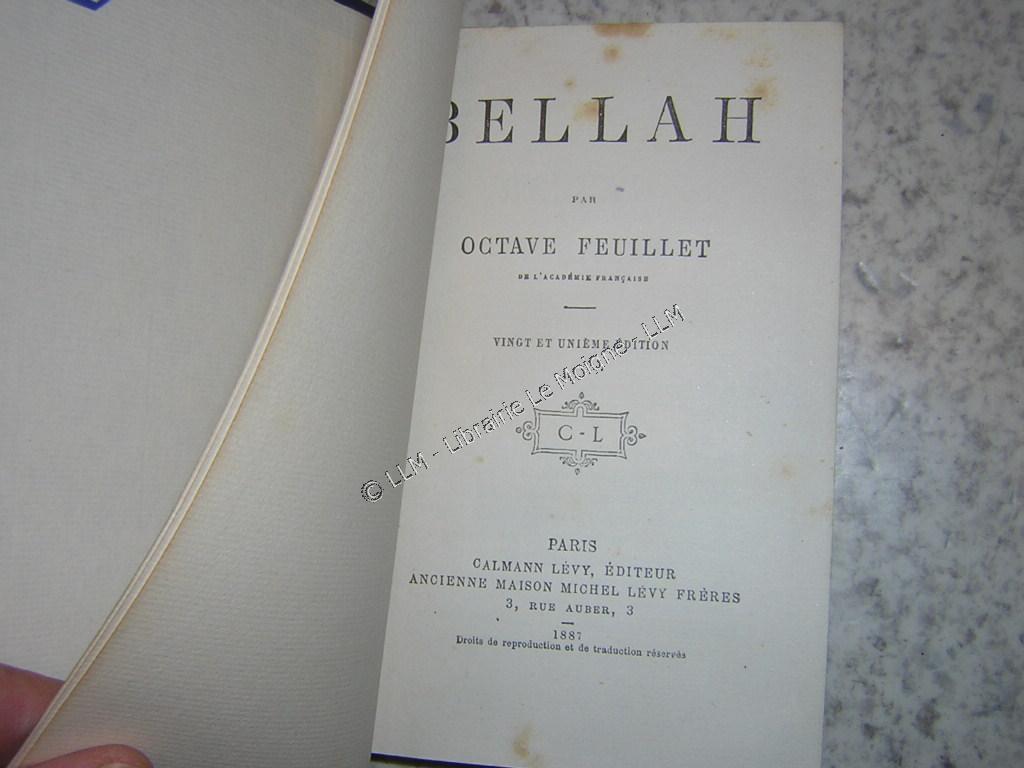 BELLAH
PAR
OCTAVE FEUILLET
DE L'ACADÉMIE FRANÇAISE
VINGT ET UNIÈME ÉDITION
C-L
PARIS
CALMANN LÉVY, ÉDITEUR
ANCIENNE MAISON MICHEL LÉVY FRÈRES
3, RUE AUBER, 3
1887
Droits de reproduction et de traduction réservés
© LLM - Librairie Le Moigne - LLM